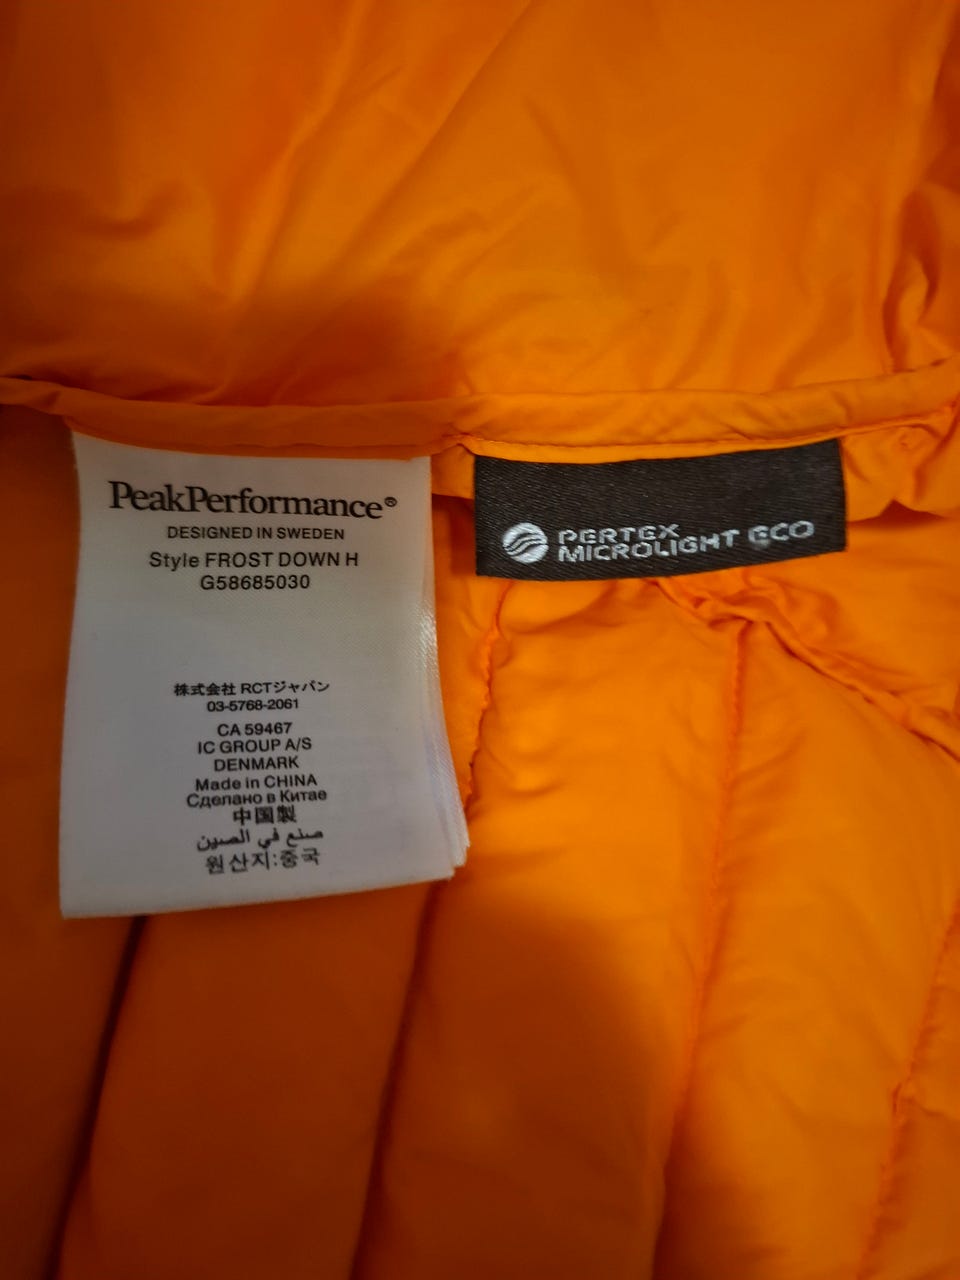 PeakPerformance®
DESIGNED IN SWEDEN
Style FROST DOWN H
G58685030
株式会社 RCTジャパン
03-5768-2061
CA 59467
IC GROUP A/S
DENMARK
Made in CHINA
Сделано в Китае
中国製
صنع في الصين
원산지:중국
PERTEX
MICROLIGHT ECO